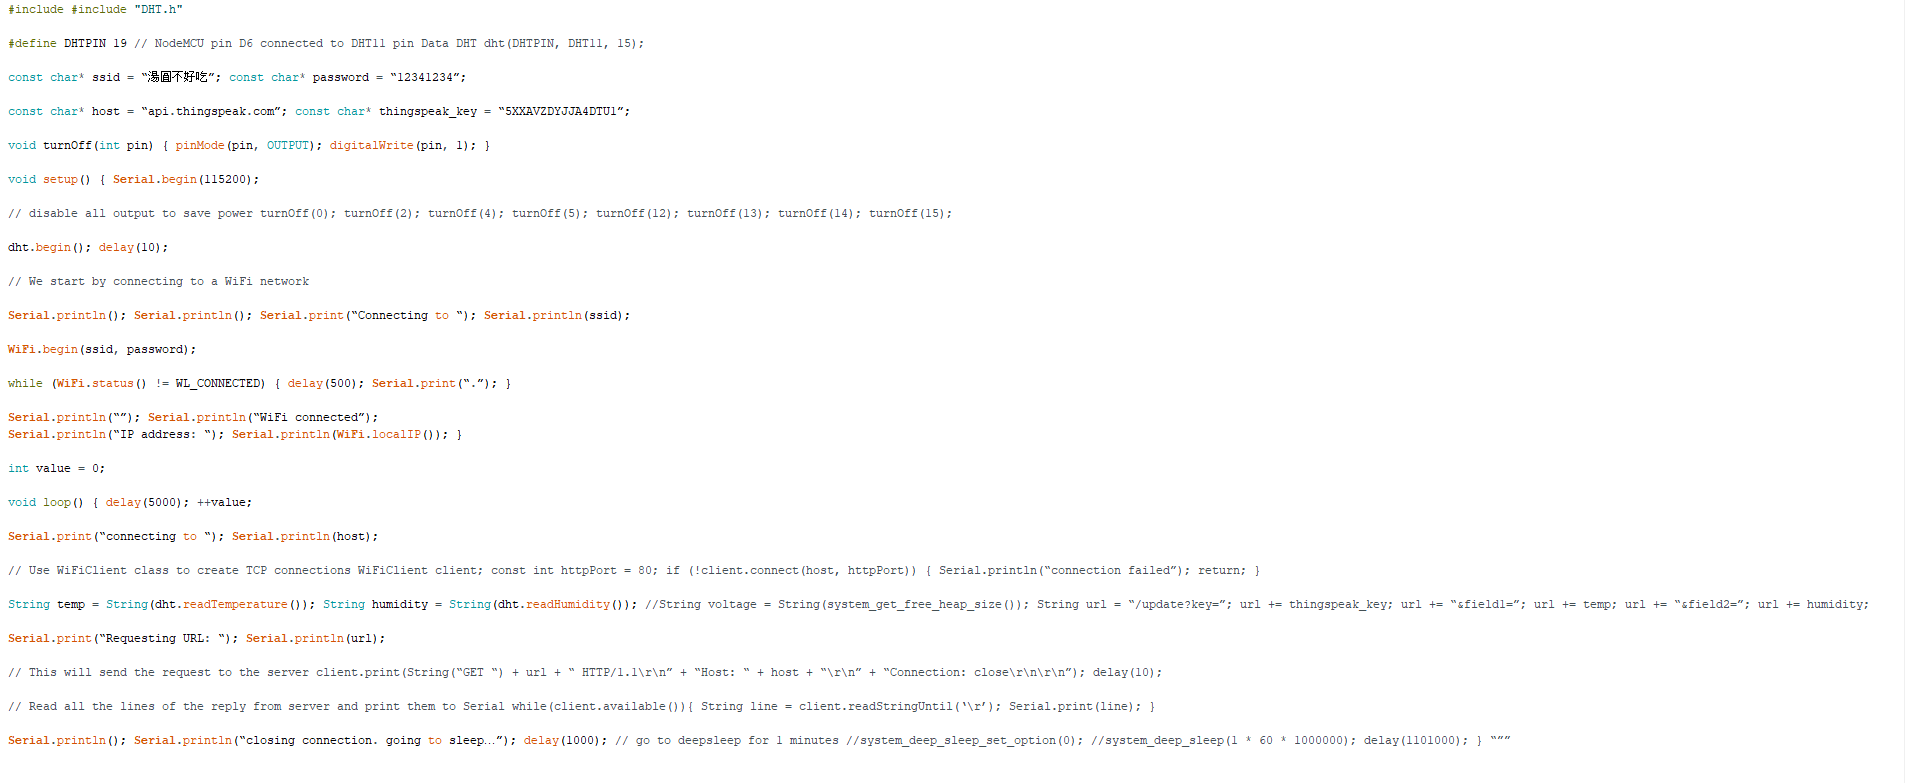 #include #include "DHT.h"
#define DHTPIN 19 // NodeMCU pin D6 connected to DHT11 pin Data DHT dht(DHTPIN, DHT11, 15);
const char* ssid = “湯圓不好吃”; const char* password = “12341234”;
const char* host = “api.thingspeak.com”; const char* thingspeak_key = “5XXAVZDYJJA4DTU1”;
void turnOff(int pin) { pinMode(pin, OUTPUT); digitalWrite(pin, 1); }
void setup() { Serial.begin(115200);
// disable all output to save power turnOff(0); turnOff(2); turnOff(4); turnOff(5); turnOff(12); turnOff(13); turnOff(14); turnOff(15);
dht.begin(); delay(10);
// We start by connecting to a WiFi network
Serial.println(); Serial.println(); Serial.print(“Connecting to “); Serial.println(ssid);
WiFi.begin(ssid, password);
while (WiFi.status() != WL_CONNECTED) { delay(500); Serial.print(“.”); }
Serial.println(“”); Serial.println(“WiFi connected”);
Serial.println(“IP address: “); Serial.println(WiFi.localIP()); }
int value = 0;
void loop() { delay(5000); ++value;
Serial.print(“connecting to “); Serial.println(host);
// Use WiFiClient class to create TCP connections WiFiClient client; const int httpPort = 80; if (!client.connect(host, httpPort)) { Serial.println(“connection failed”); return; }
String temp = String(dht.readTemperature()); String humidity = String(dht.readHumidity()); //String voltage = String(system_get_free_heap_size()); String url = “/update?key=”; url += thingspeak_key; url += “&field1=”; url += temp; url += “&field2=”; url += humidity;
Serial.print(“Requesting URL: “); Serial.println(url);
// This will send the request to the server client.print(String(“GET “) + url + “ HTTP/1.1\r\n” + “Host: “ + host + “\r\n” + “Connection: close\r\n\r\n”); delay(10);
// Read all the lines of the reply from server and print them to Serial while(client.available()){ String line = client.readStringUntil(‘\r’); Serial.print(line); }
Serial.println(); Serial.println(“closing connection. going to sleep…”); delay(1000); // go to deepsleep for 1 minutes //system_deep_sleep_set_option(0); //system_deep_sleep(1 * 60 * 1000000); delay(1101000); } “””